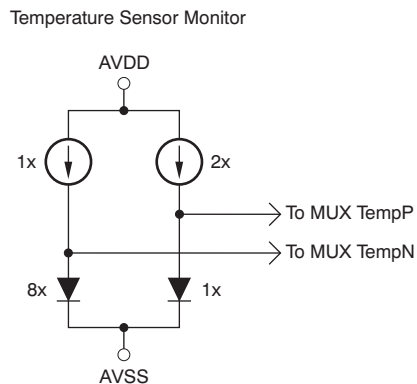 Temperature Sensor Monitor
AVDD
1x
2x
To MUX TempP
To MUX TempN
8x
1x
AVSS